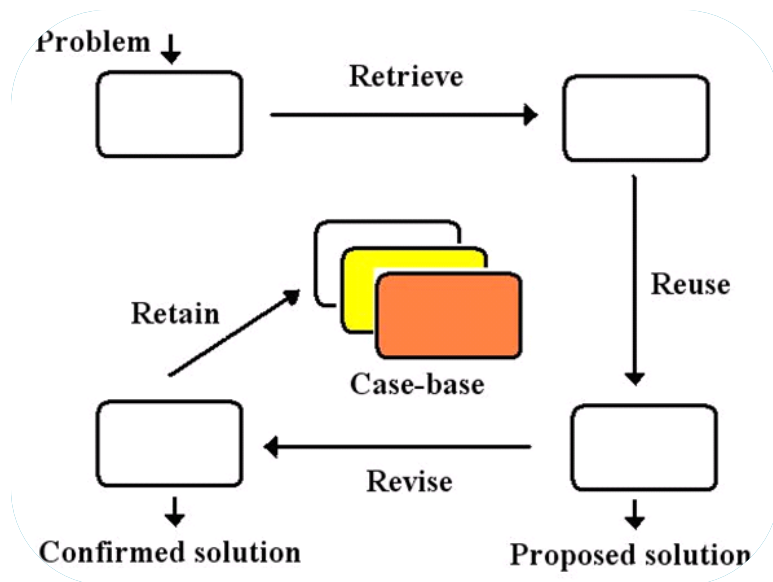 Problem
Retrieve
Reuse
Retain
Case-base
Revise
Confirmed solution
Proposed solution